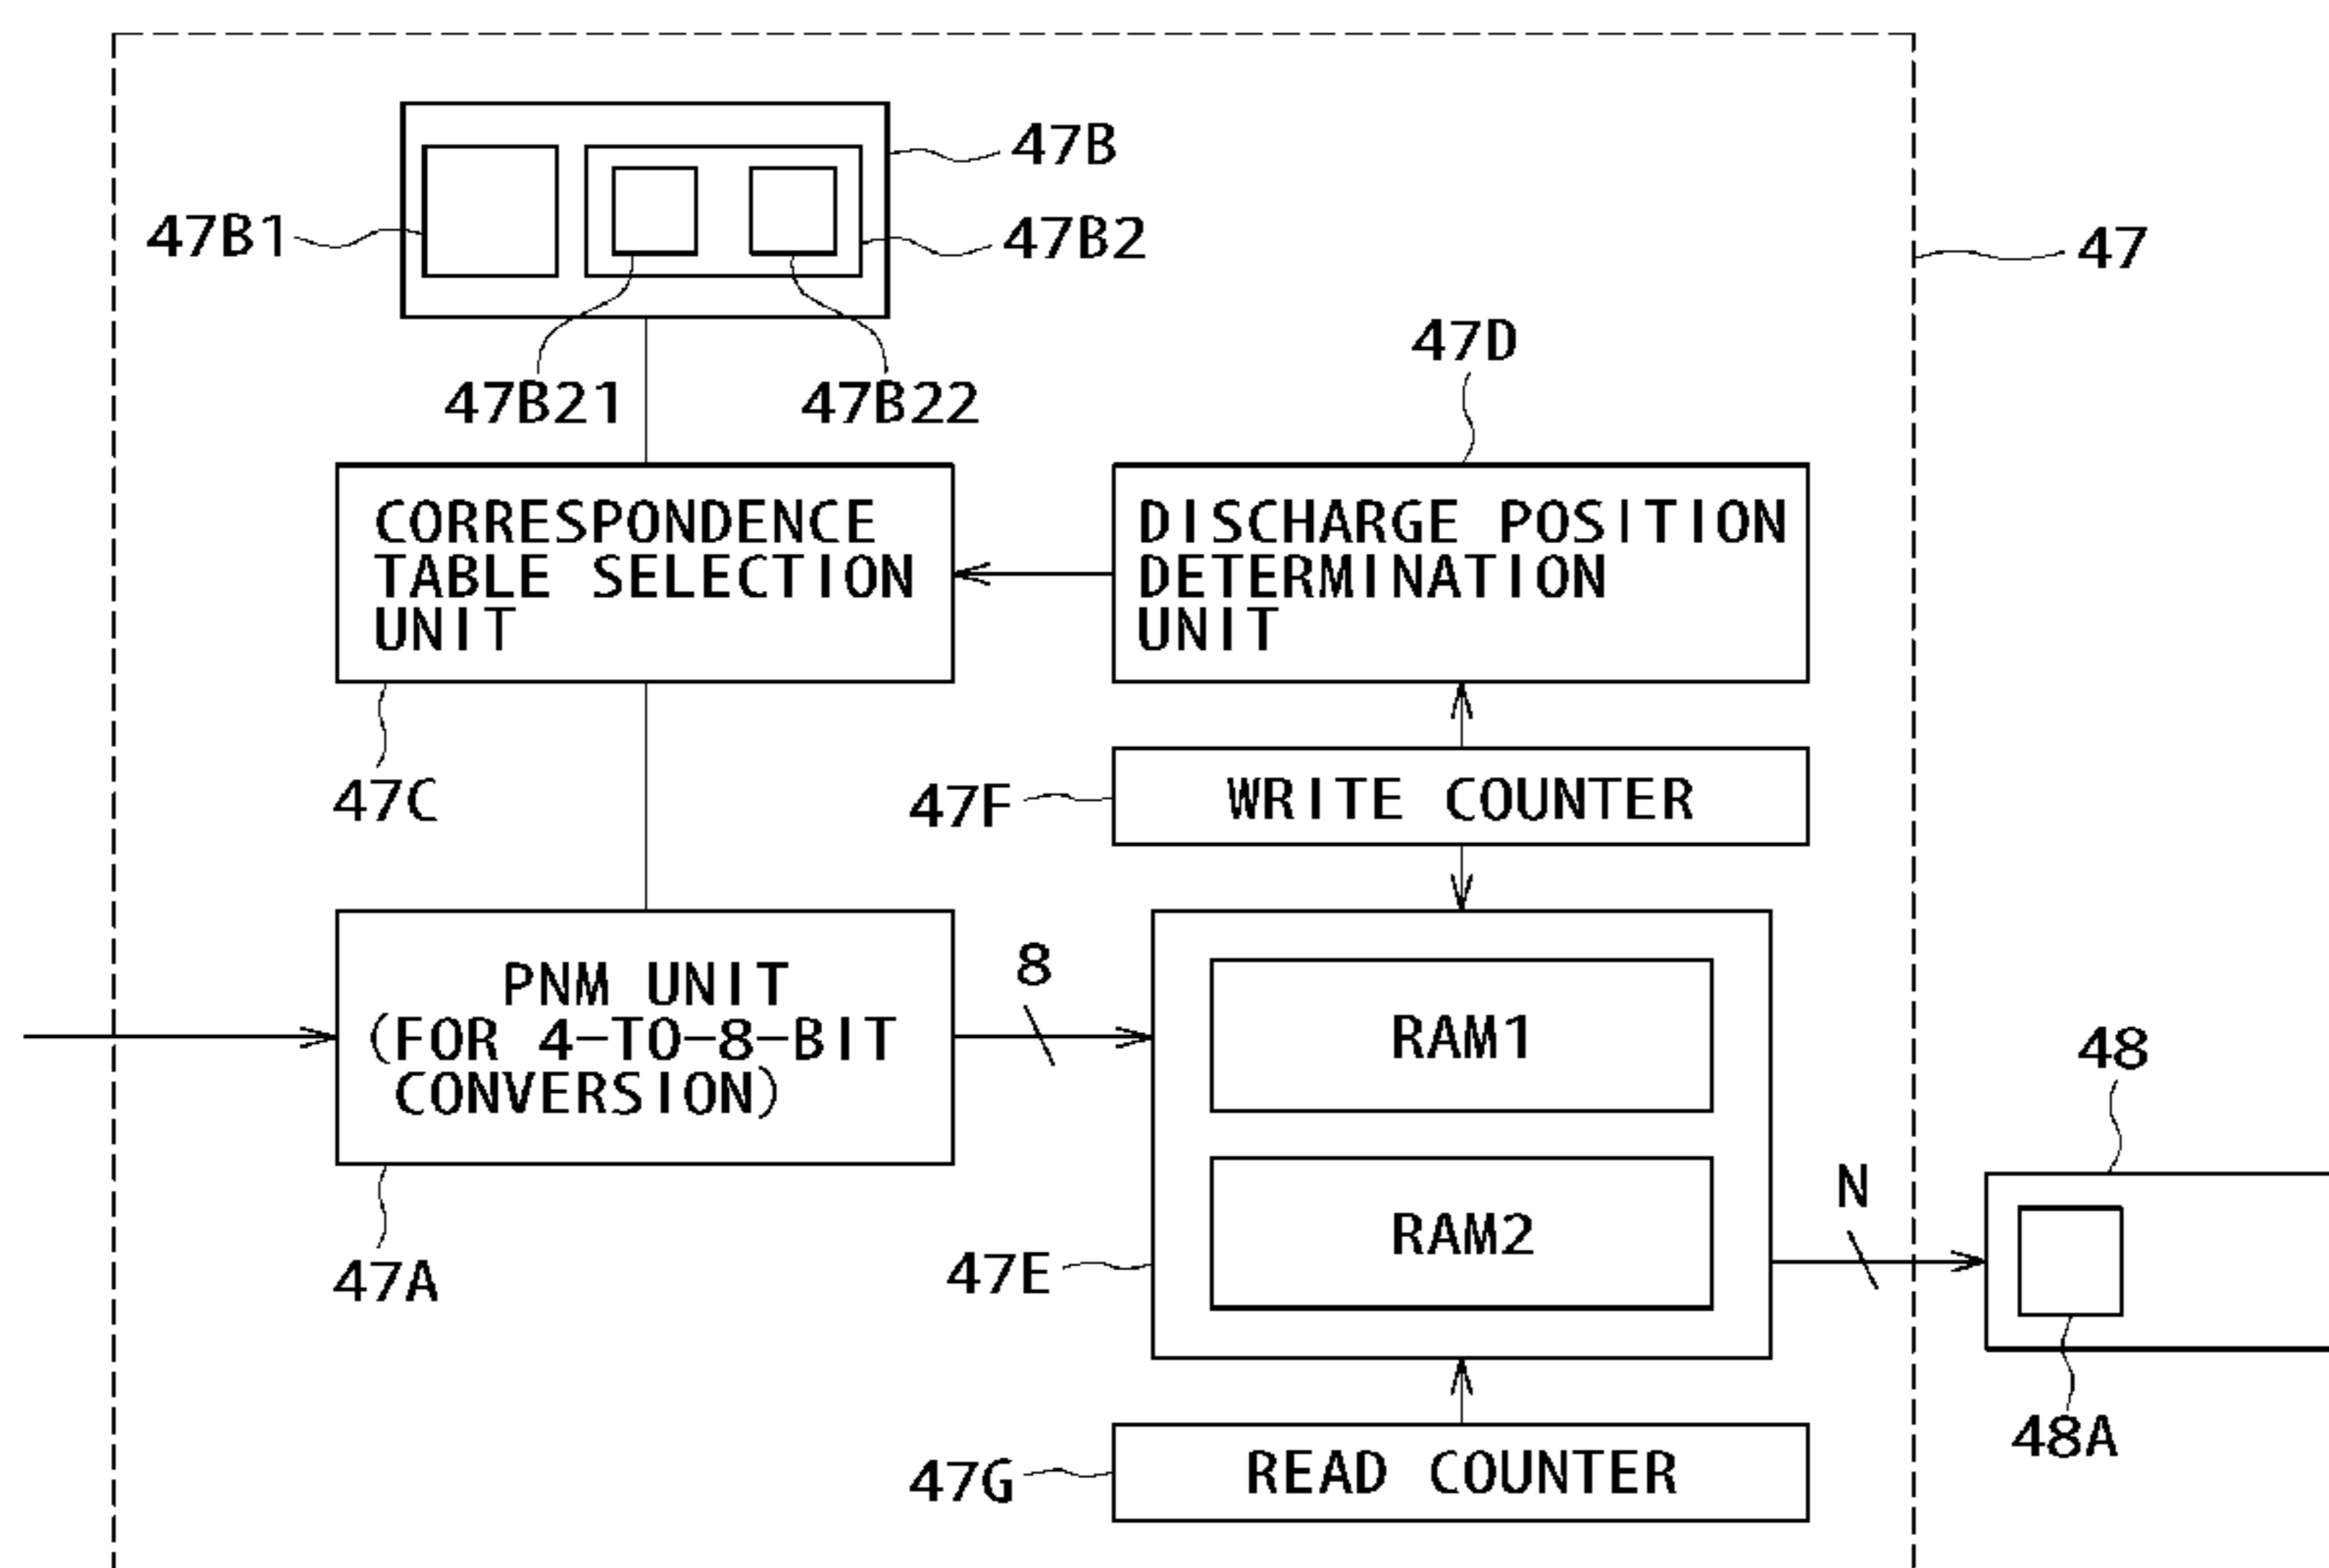 47B
47B1
47B2
47
47D
47B21
47B22
CORRESPONDENCE
TABLE SELECTION
UNIT
DISCHARGE POSITION
DETERMINATION
UNIT
47C
47F
WRITE COUNTER
PNM UNIT
(FOR 4-TO-8-BIT
CONVERSION)
8
RAM1
48
N
RAM2
47E
47A
48A
47G
READ COUNTER